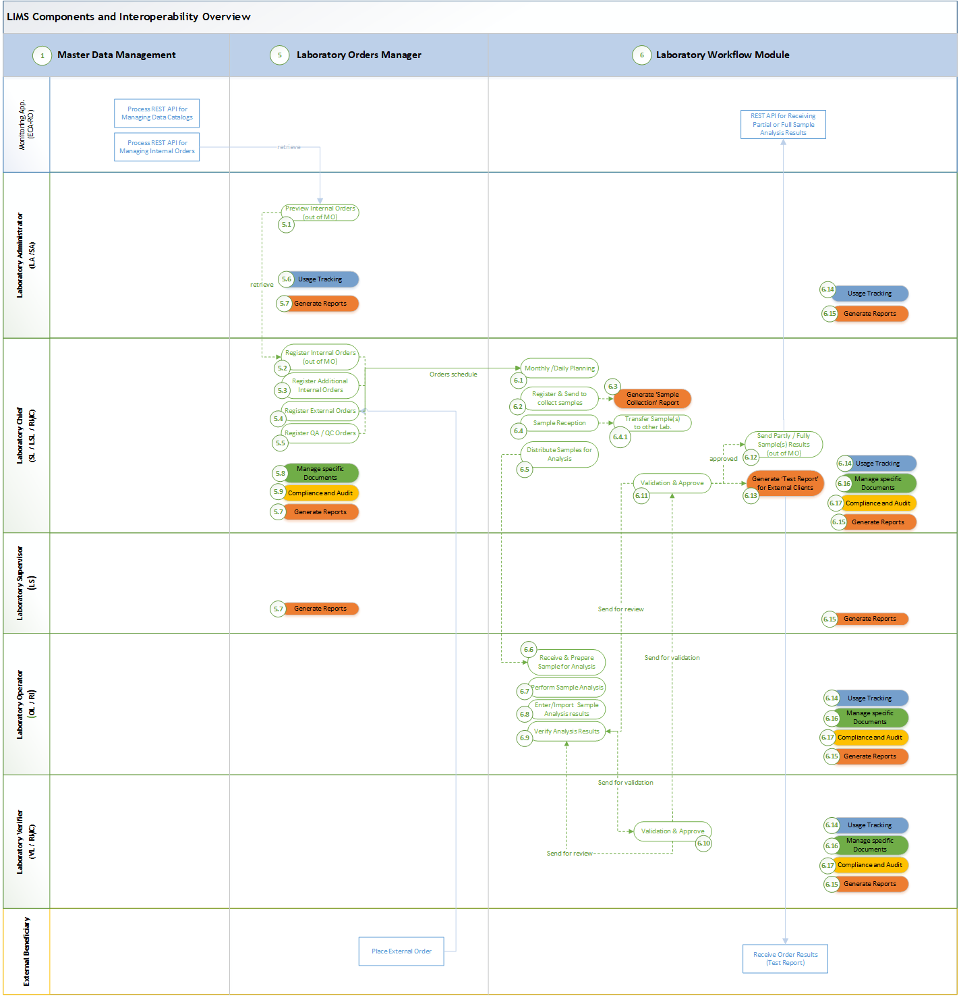 LIMS Components and Interoperability Overview
1
Master Data Management
5
Laboratory Orders Manager
6
Laboratory Workflow Module
Monitoring App.
(ECA-RO)
Process REST API for
Managing Data Catalogs
Process REST API for
Managing Internal Orders
retrieve
REST API for Receiving
Partial or Full Sample
Analysis Results
Laboratory Administrator
(LA /SA)
Preview Internal Orders
(out of MO)
5.1
retrieve
5.6
Usage Tracking
5.7
Generate Reports
6.14
Usage Tracking
6.15
Generate Reports
Laboratory Chief
(SL / LSL / RMC)
Register Internal Orders
(out of MO)
5.2
Register Additional
Internal Orders
5.3
Register External Orders
5.4
Register QA / QC Orders
5.5
5.8
Manage specific
Documents
5.9
Compliance and Audit
5.7
Generate Reports
Orders schedule
Monthly /Daily Planning
6.1
Register & Send to
collect samples
6.2
6.3
Generate 'Sample
Collection' Report
Sample Reception
6.4
Transfer Sample(s)
to other Lab.
6.4.1
Distribute Samples for
Analysis
6.5
Validation & Approve
6.11
approved
Send Partly / Fully
Sample(s) Results
(out of MO)
6.12
Generate ‘Test Report’
for External Clients
6.13
6.14
Usage Tracking
6.16
Manage specific
Documents
6.17
Compliance and Audit
6.15
Generate Reports
Laboratory Supervisor
(LS)
5.7
Generate Reports
Send for review
6.15
Generate Reports
Laboratory Operator
(OL / RI)
6.6
Receive & Prepare
Sample for Analysis
Send for validation
6.7
Perform Sample Analysis
Enter/Import Sample
Analysis results
6.8
Verify Analysis Results
6.9
6.14
Usage Tracking
6.16
Manage specific
Documents
6.17
Compliance and Audit
6.15
Generate Reports
Laboratory Verifier
(VL / RMC)
Send for validation
Validation & Approve
6.10
Send for review
6.14
Usage Tracking
6.16
Manage specific
Documents
6.17
Compliance and Audit
6.15
Generate Reports
External Beneficiary
Place External Order
Receive Order Results
(Test Report)